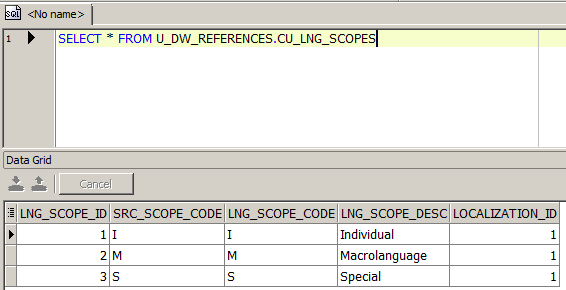 SQL <No name>
1 SELECT * FROM U_DW_REFERENCES.CU_LNG_SCOPES
Data Grid
Cancel
LNG_SCOPE_ID SRC_SCOPE_CODE LNG_SCOPE_CODE LNG_SCOPE_DESC LOCALIZATION_ID
1 I I Individual 1
2 M M Macrolanguage 1
3 S S Special 1